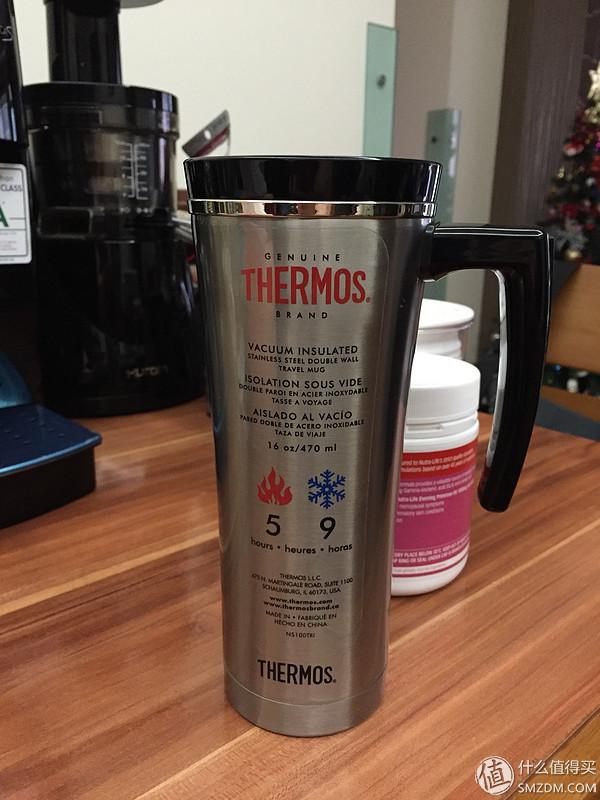 GENUINE
THERMOS®
BRAND
VACUUM INSULATED
STAINLESS STEEL DOUBLE WALL
TRAVEL MUG
ISOLATION SOUS VIDE
DOUBLE PAROI EN ACIER INOXYDABLE
TASSE A VOYAGE
AISLADO AL VACÍO
PARED DOBLE DE ACERO INOXIDABLE
TAZA DE VIAJE
16 oz/470 ml
5 9
hours • heures • horas
THERMOS L.L.C.
475 N. MARTINGALE ROAD, SUITE 1100
SCHAUMBURG, IL 60173, USA
www.thermos.com
www.thermosbrand.ca
MADE IN • FABRIQUÉ EN
HECHO EN CHINA
NS100TRI
THERMOS®
CLASS
A
值 什么值得买
SMZDM.COM